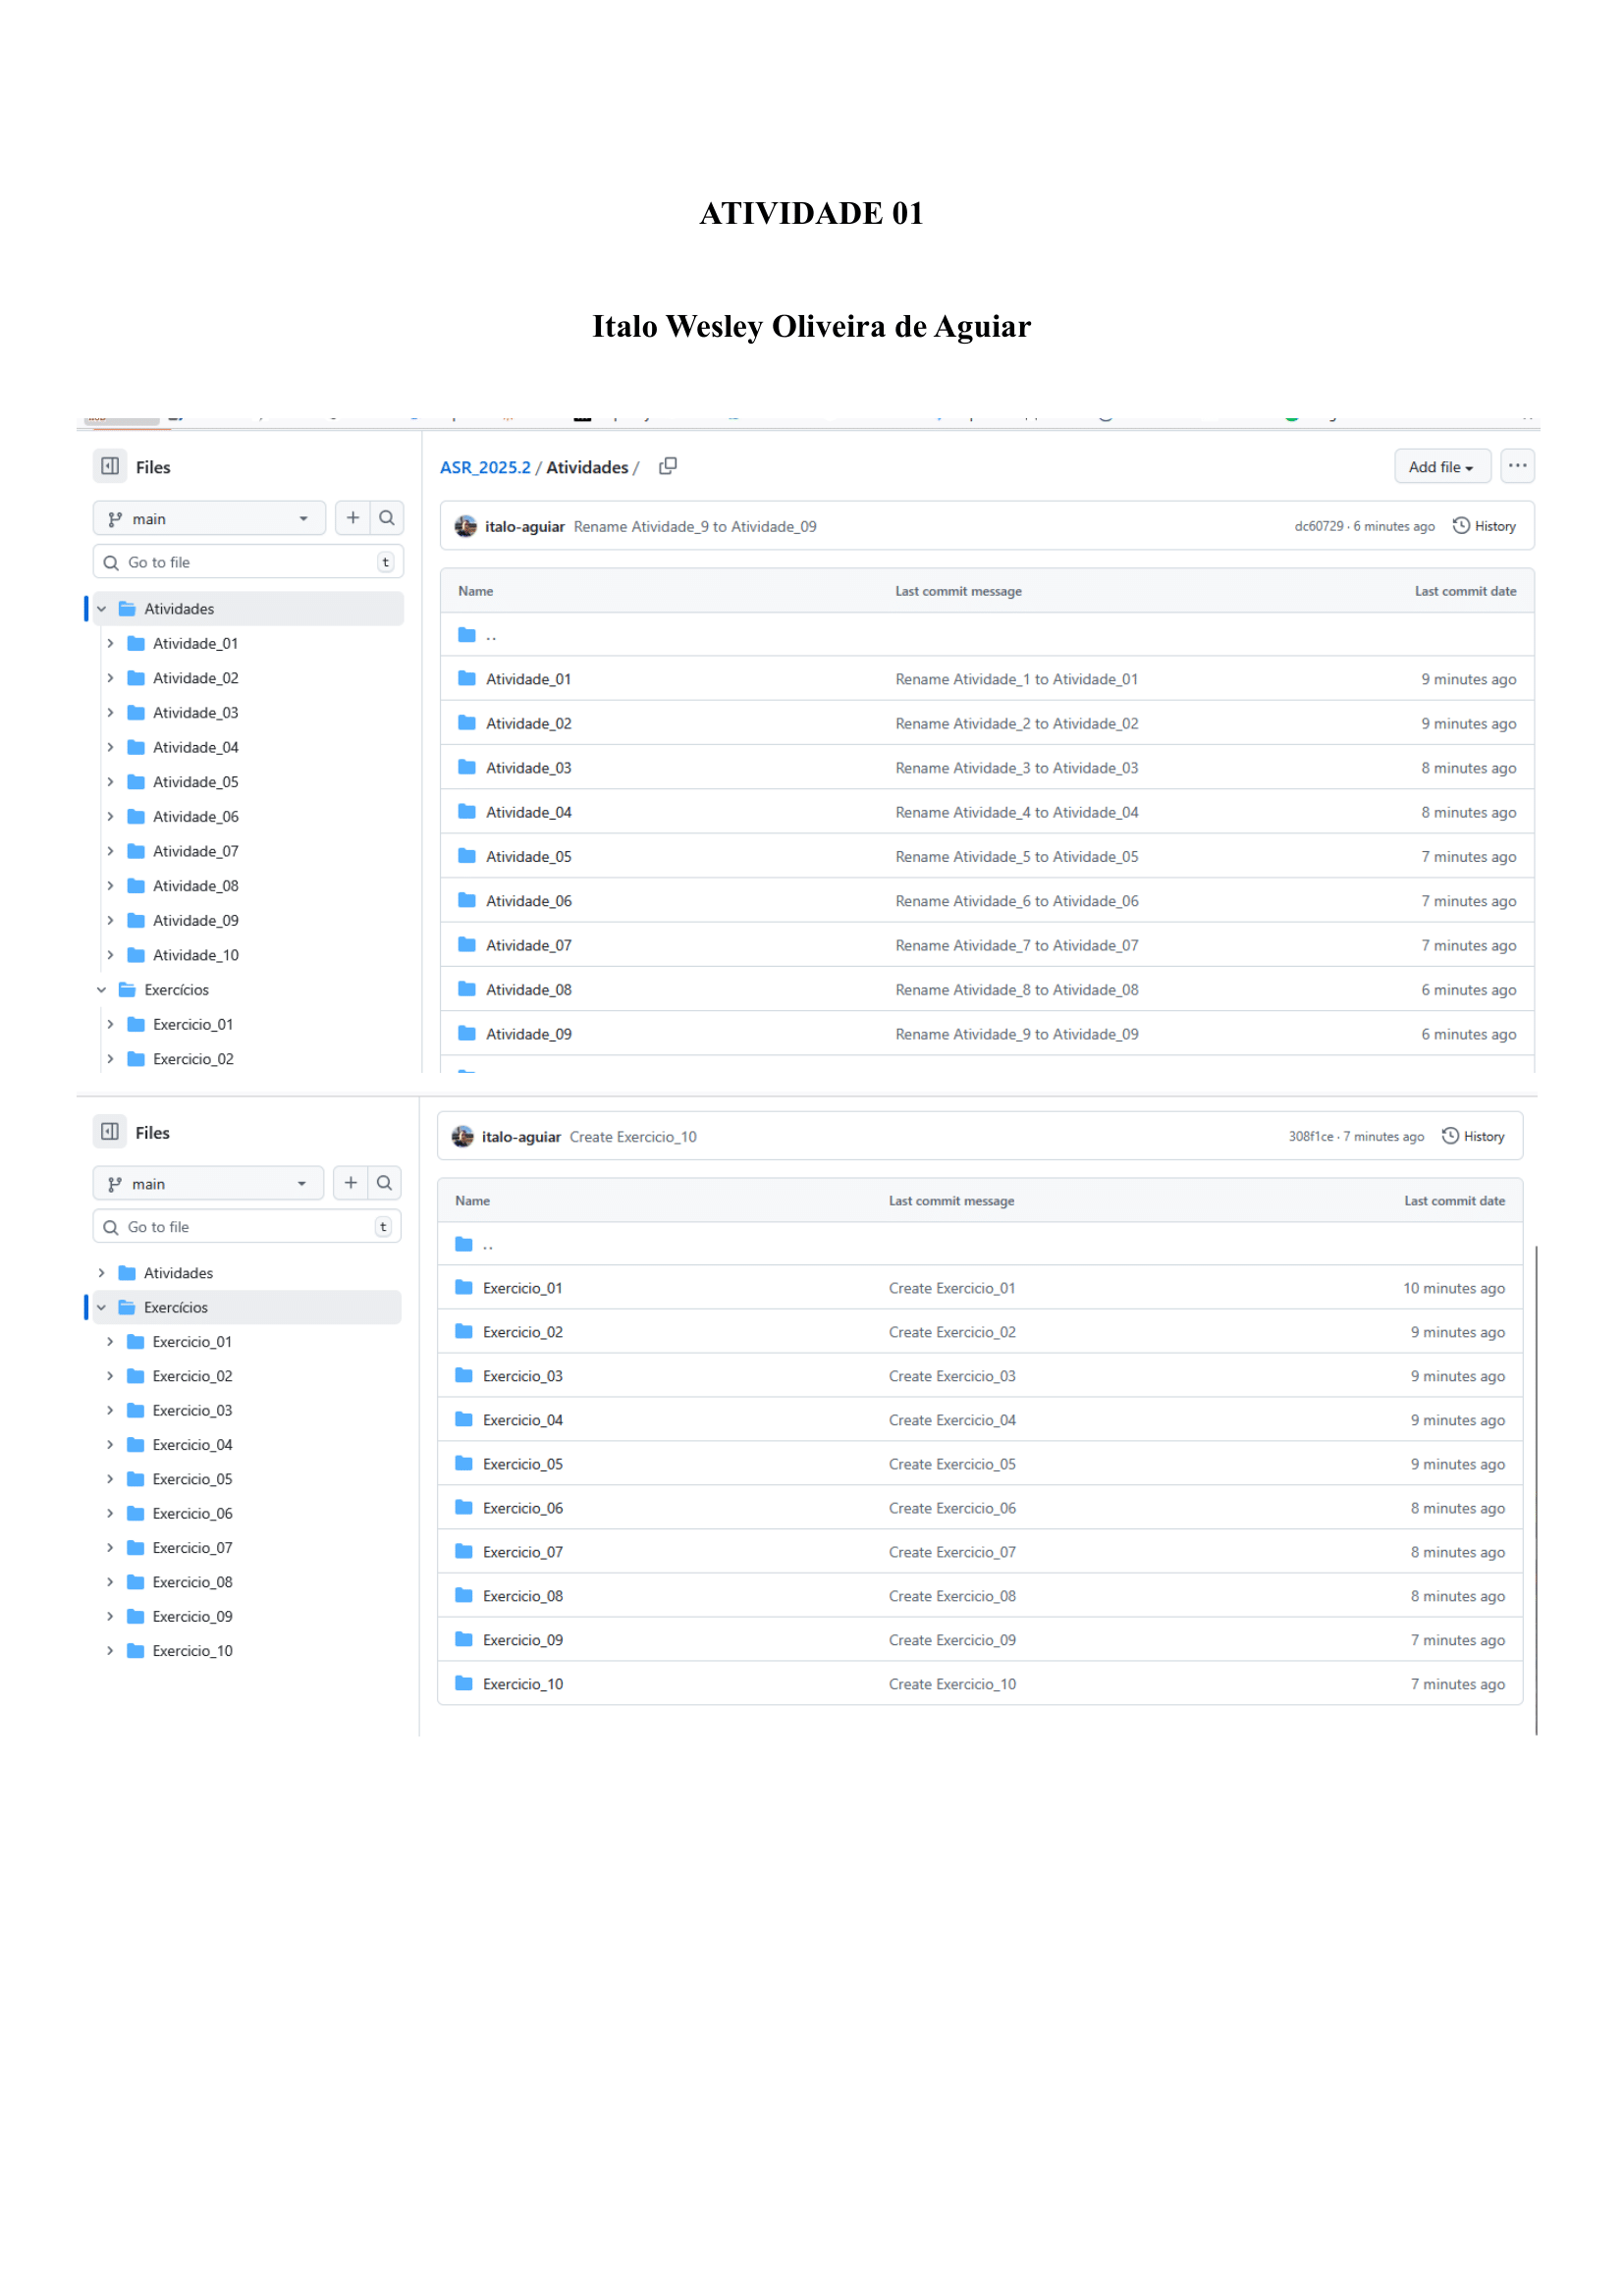 ATIVIDADE 01
Italo Wesley Oliveira de Aguiar
Files
ASR_2025.2 / Atividades /
Add file
main
italo-aguiar Rename Atividade_9 to Atividade_09
dc60729 · 6 minutes ago
History
Go to file
t
Name Last commit message Last commit date
Atividades
..
Atividade_01
Atividade_02
Atividade_03
Atividade_04
Atividade_05
Atividade_06
Atividade_07
Atividade_08
Atividade_09
Atividade_10
Exercícios
Exercicio_01
Exercicio_02
Atividade_01 Rename Atividade_1 to Atividade_01 9 minutes ago
Atividade_02 Rename Atividade_2 to Atividade_02 9 minutes ago
Atividade_03 Rename Atividade_3 to Atividade_03 8 minutes ago
Atividade_04 Rename Atividade_4 to Atividade_04 8 minutes ago
Atividade_05 Rename Atividade_5 to Atividade_05 7 minutes ago
Atividade_06 Rename Atividade_6 to Atividade_06 7 minutes ago
Atividade_07 Rename Atividade_7 to Atividade_07 7 minutes ago
Atividade_08 Rename Atividade_8 to Atividade_08 6 minutes ago
Atividade_09 Rename Atividade_9 to Atividade_09 6 minutes ago
Files
main
Go to file
t
Atividades
Exercícios
Exercicio_01
Exercicio_02
Exercicio_03
Exercicio_04
Exercicio_05
Exercicio_06
Exercicio_07
Exercicio_08
Exercicio_09
Exercicio_10
italo-aguiar Create Exercicio_10
308f1ce · 7 minutes ago
History
Name Last commit message Last commit date
..
Exercicio_01 Create Exercicio_01 10 minutes ago
Exercicio_02 Create Exercicio_02 9 minutes ago
Exercicio_03 Create Exercicio_03 9 minutes ago
Exercicio_04 Create Exercicio_04 9 minutes ago
Exercicio_05 Create Exercicio_05 9 minutes ago
Exercicio_06 Create Exercicio_06 8 minutes ago
Exercicio_07 Create Exercicio_07 8 minutes ago
Exercicio_08 Create Exercicio_08 8 minutes ago
Exercicio_09 Create Exercicio_09 7 minutes ago
Exercicio_10 Create Exercicio_10 7 minutes ago